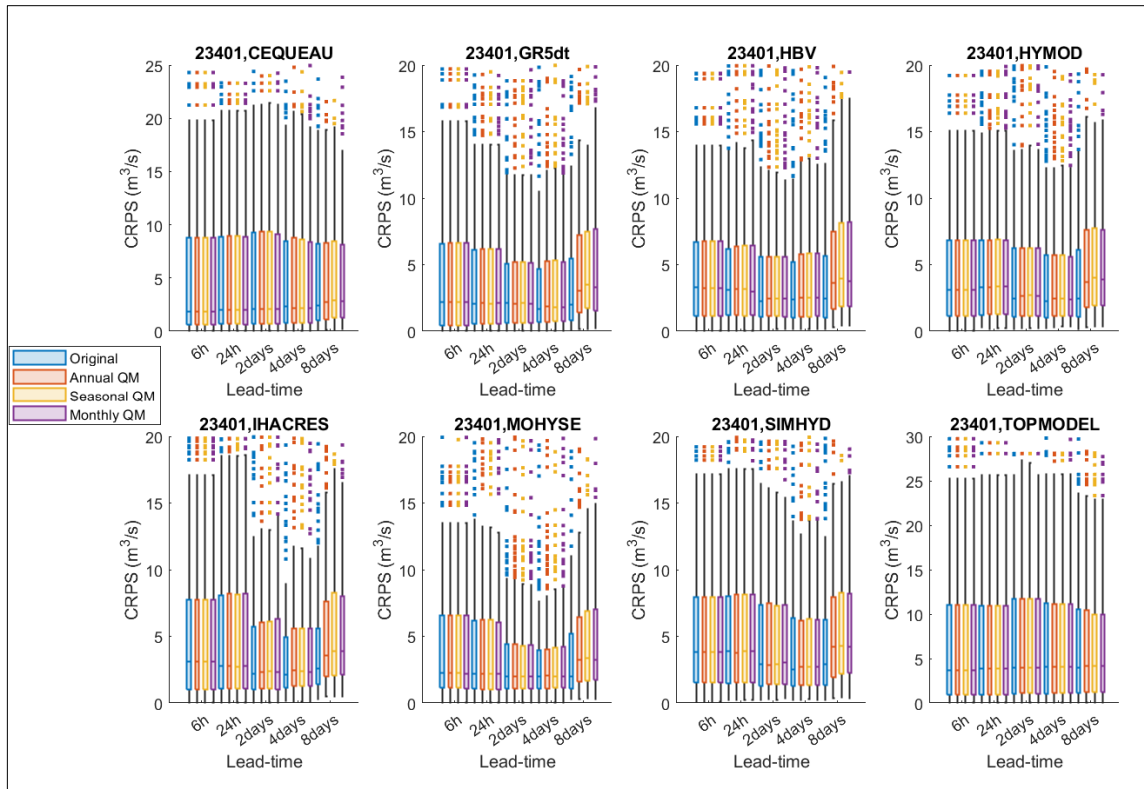 23401,CEQUEAU
25
20
15
10
5
0
CRPS (m³/s)
6h
24h
2days
4days
8days
Lead-time
23401,GR5dt
20
15
10
5
0
CRPS (m³/s)
6h
24h
2days
4days
8days
Lead-time
23401,HBV
20
15
10
5
0
CRPS (m³/s)
6h
24h
2days
4days
8days
Lead-time
23401,HYMOD
20
15
10
5
0
CRPS (m³/s)
6h
24h
2days
4days
8days
Lead-time
Original
Annual QM
Seasonal QM
Monthly QM
23401,IHACRES
20
15
10
5
0
CRPS (m³/s)
6h
24h
2days
4days
8days
Lead-time
23401,MOHYSE
20
15
10
5
0
CRPS (m³/s)
6h
24h
2days
4days
8days
Lead-time
23401,SIMHYD
20
15
10
5
0
CRPS (m³/s)
6h
24h
2days
4days
8days
Lead-time
23401,TOPMODEL
30
25
20
15
10
5
0
CRPS (m³/s)
6h
24h
2days
4days
8days
Lead-time